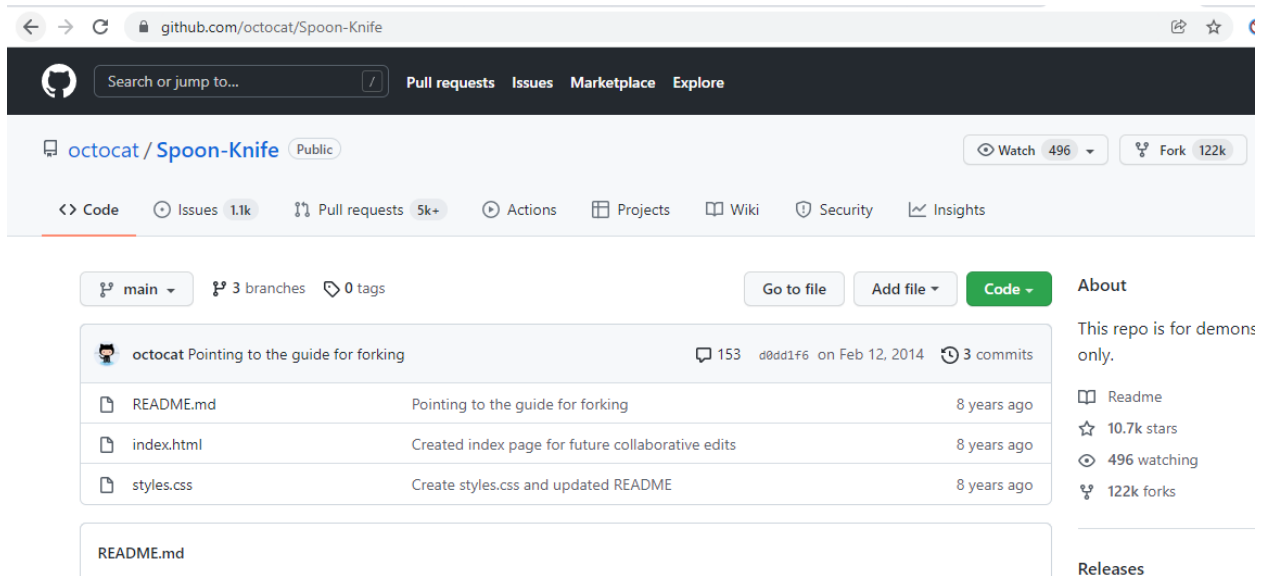 github.com/octocat/Spoon-Knife
Search or jump to... / Pull requests Issues Marketplace Explore
octocat / Spoon-Knife Public Watch 496 Fork 122k
<> Code Issues 1.1k Pull requests 5k+ Actions Projects Wiki Security Insights
main 3 branches 0 tags Go to file Add file Code
octocat Pointing to the guide for forking 153 d0dd1f6 on Feb 12, 2014 3 commits
README.md Pointing to the guide for forking 8 years ago
index.html Created index page for future collaborative edits 8 years ago
styles.css Create styles.css and updated README 8 years ago
README.md
About
This repo is for demons
only.
Readme
10.7k stars
496 watching
122k forks
Releases